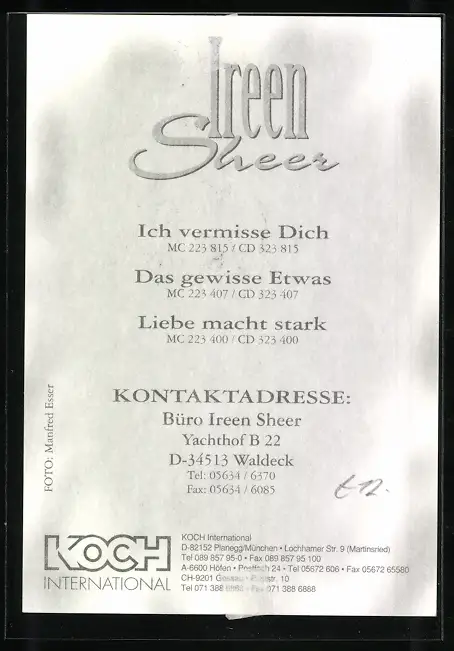 Ireen
Sheer
Ich vermisse Dich
MC 223 815 / CD 323 815
Das gewisse Etwas
MC 223 407 / CD 323 407
Liebe macht stark
MC 223 400 / CD 323 400
KONTAKTADRESSE:
Büro Ireen Sheer
Yachthof B 22
D-34513 Waldeck
Tel: 05634 / 6370
Fax: 05634 / 6085
FOTO: Manfred Esser
KOCH
INTERNATIONAL
KOCH International
D-82152 Planegg/München • Lochhamer Str. 9 (Martinsried)
Tel 089 857 95-0 • Fax 089 857 95 100
A-6600 Höfen • Postfach 24 • Tel 05672 606 • Fax 05672 65580
CH-9201 Gossau • 10
Tel 071 388 • Fax 071 388 6888